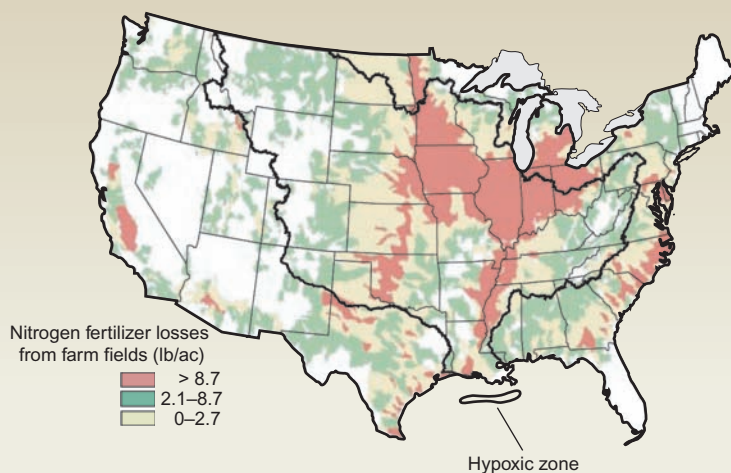 Nitrogen fertilizer losses
from farm fields (lb/ac)
> 8.7
2.1–8.7
0–2.7
Hypoxic zone